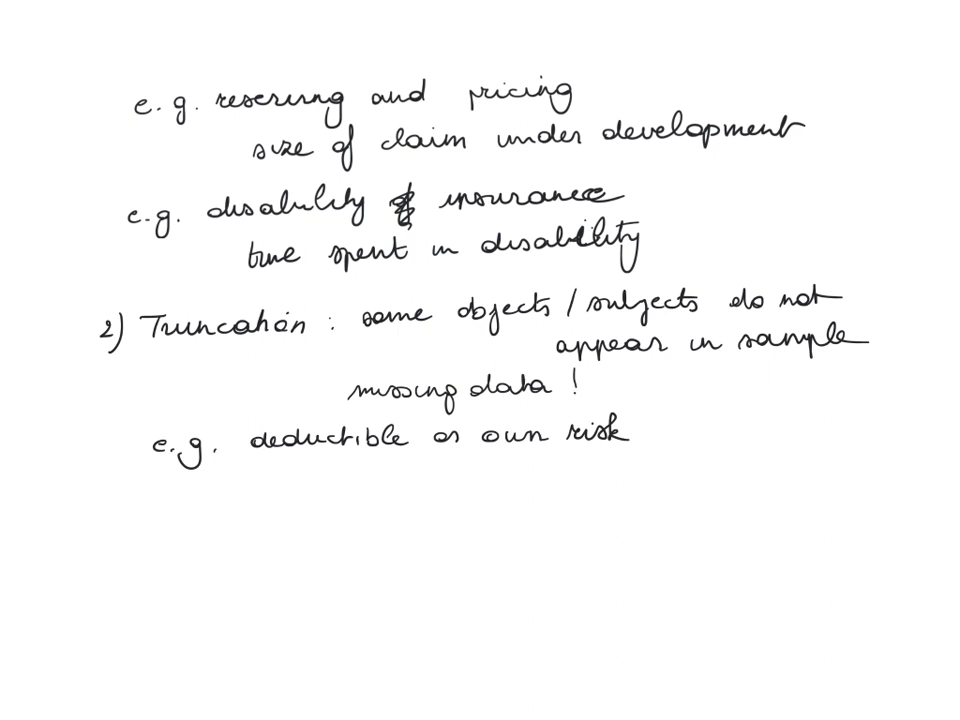 e.g. reserving and pricing
size of claim under development
e.g. disability insurance
time spent in disability
2) Truncation : some objects / subjects do not
appear in sample
missing data !
e.g. deductible or own risk